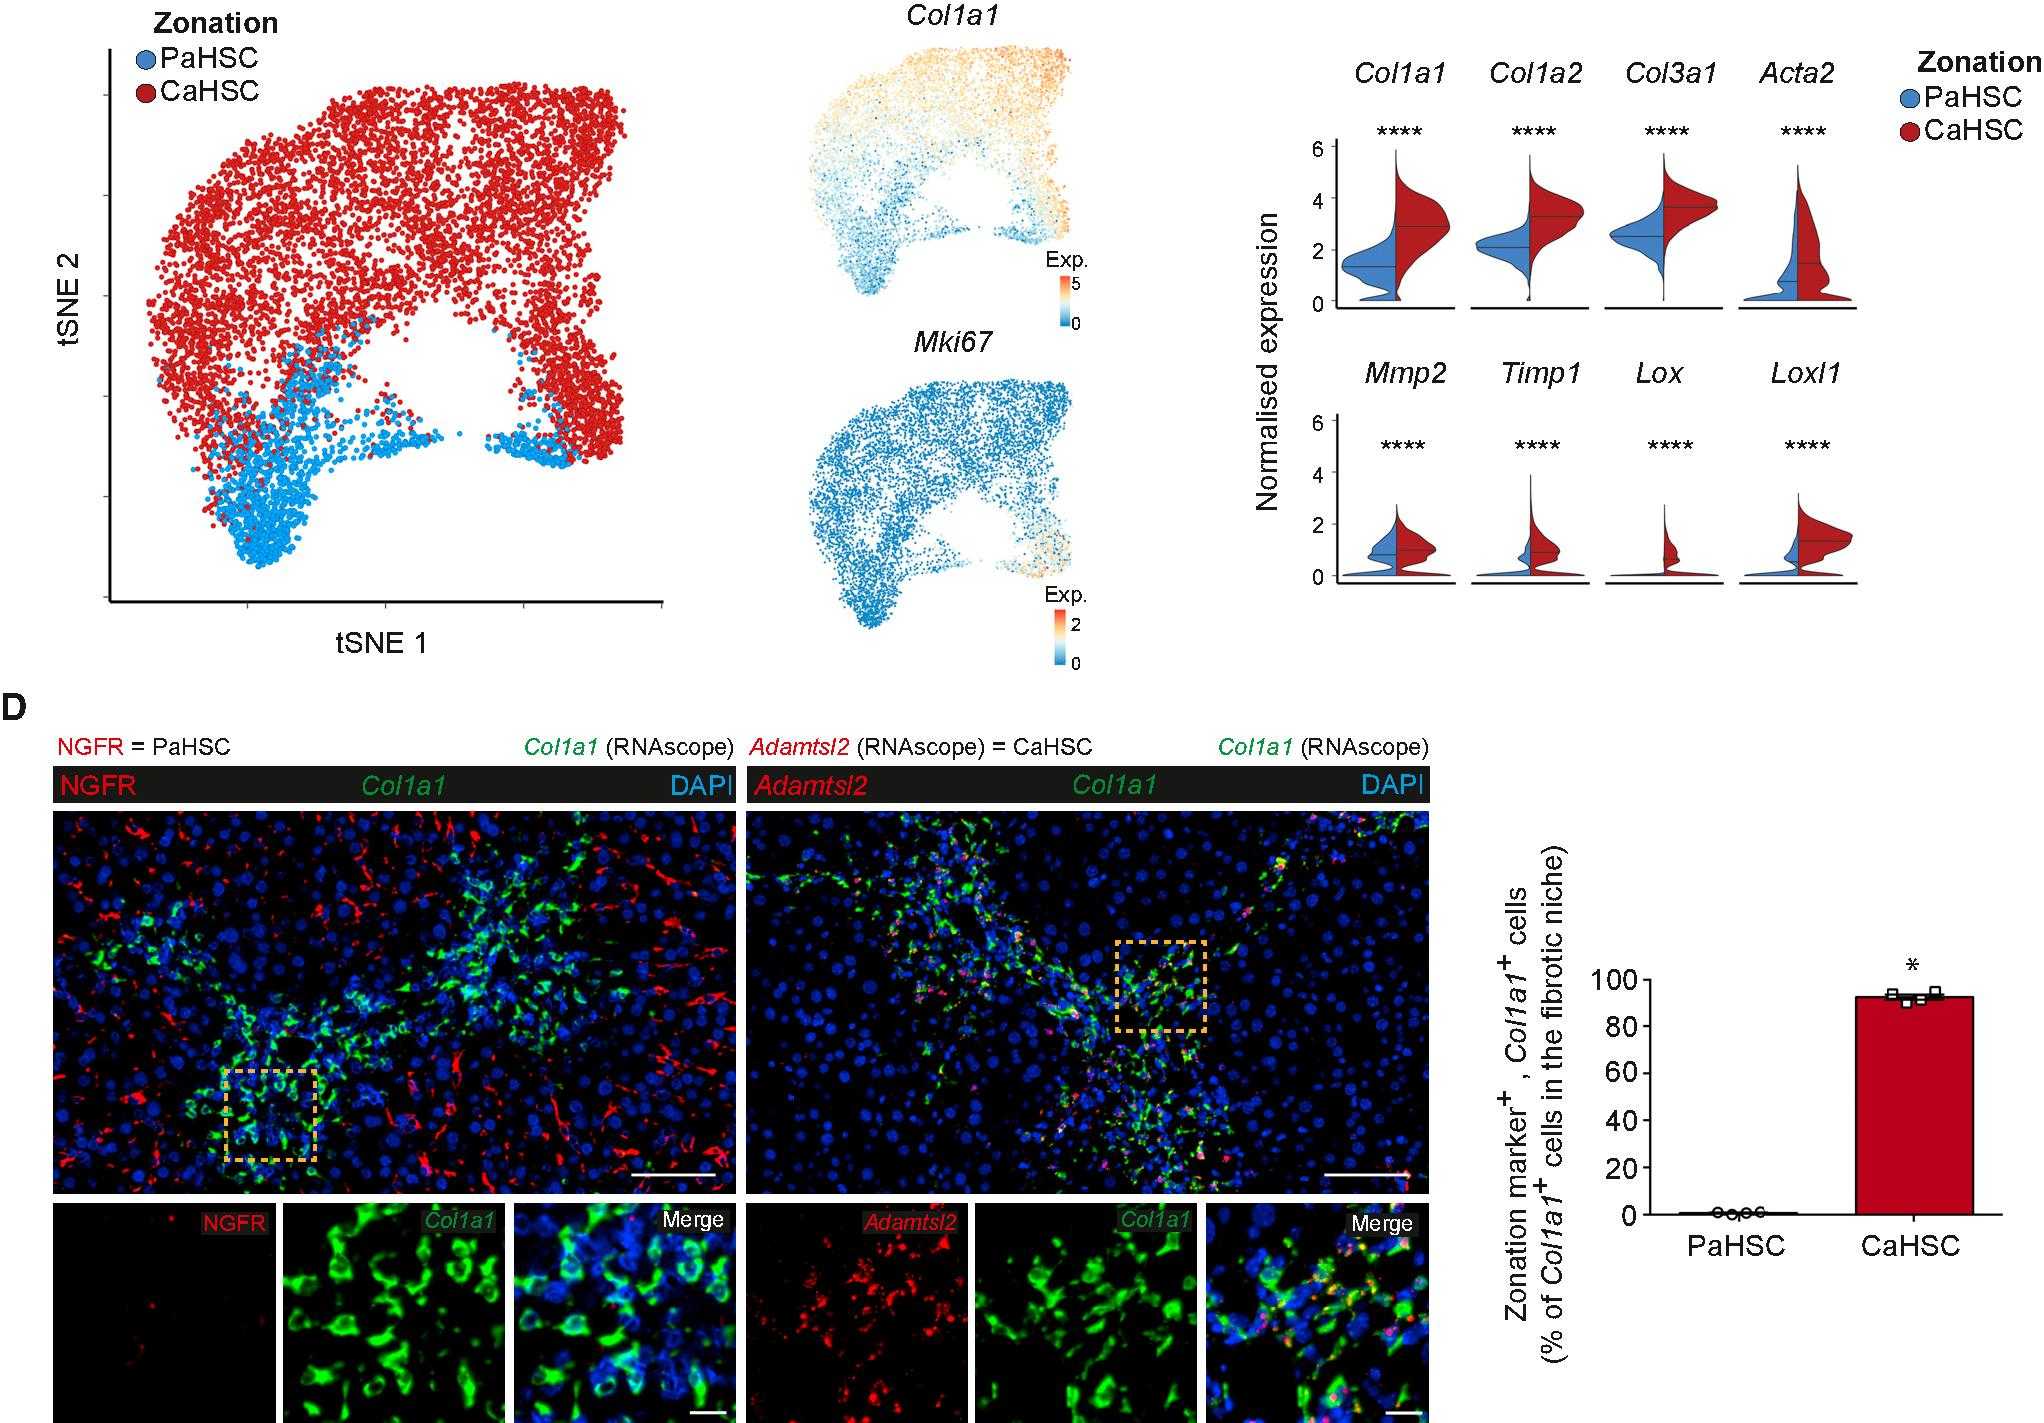 Zonation
PaHSC
CaHSC
tSNE 2
tSNE 1
Col1a1
Exp.
5
0
Mki67
Exp.
2
0
Zonation
PaHSC
CaHSC
Normalised expression
Col1a1 Col1a2 Col3a1 Acta2
**** **** **** ****
6
4
2
0
Mmp2 Timp1 Lox Loxl1
**** **** **** ****
6
4
2
0
D
NGFR = PaHSC Col1a1 (RNAscope)
NGFR Col1a1 DAPI
NGFR Col1a1 Merge
Adamtsl2 (RNAscope) = CaHSC Col1a1 (RNAscope)
Adamtsl2 Col1a1 DAPI
Adamtsl2 Col1a1 Merge
Zonation marker+, Col1a1+ cells
(% of Col1a1+ cells in the fibrotic niche)
*
100
80
60
40
20
0
PaHSC CaHSC